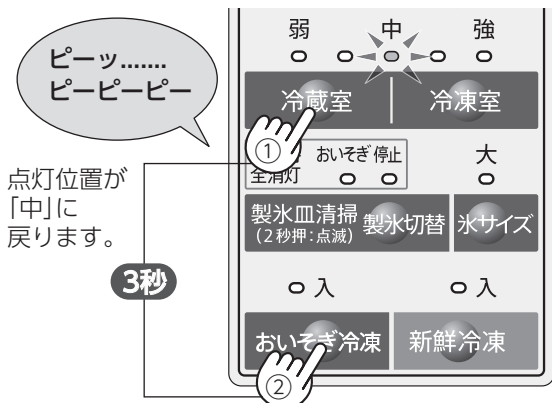 ピーッ.......
ピーピーピー
点灯位置が
「中」に
戻ります。
3秒
弱 中 強
冷蔵室 冷凍室
①
おいそぎ 停止
全消灯
大
製氷皿清掃
(2秒押:点滅)
製氷切替
氷サイズ
入 入
おいそぎ冷凍 新鮮冷凍
②